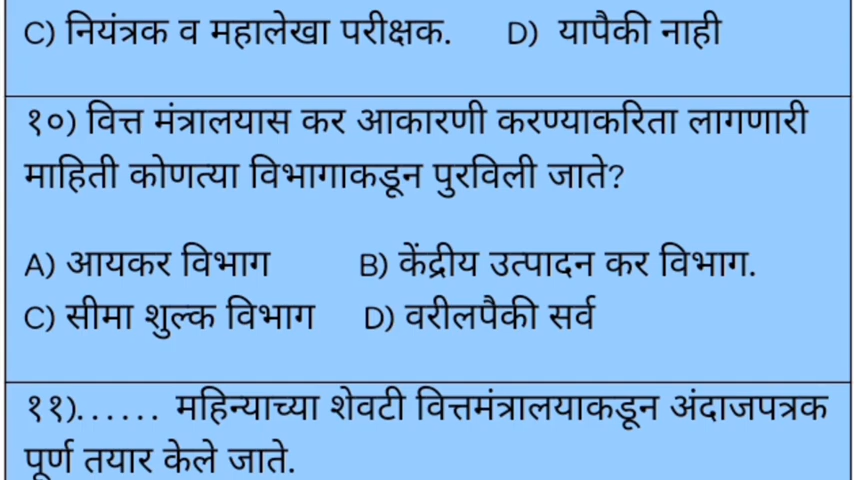 C) नियंत्रक व महालेखा परीक्षक. D) यापैकी नाही
१०) वित्त मंत्रालयास कर आकारणी करण्याकरिता लागणारी
माहिती कोणत्या विभागाकडून पुरविली जाते?
A) आयकर विभाग B) केंद्रीय उत्पादन कर विभाग.
C) सीमा शुल्क विभाग D) वरीलपैकी सर्व
११)...... महिन्याच्या शेवटी वित्तमंत्रालयाकडून अंदाजपत्रक
पूर्ण तयार केले जाते.